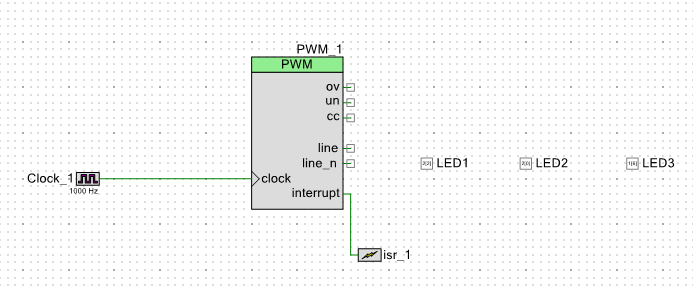 PWM_1
PWM
ov
un
cc
line
line_n
LED1
LED2
LED3
Clock_1
1000 Hz
clock
interrupt
isr_1